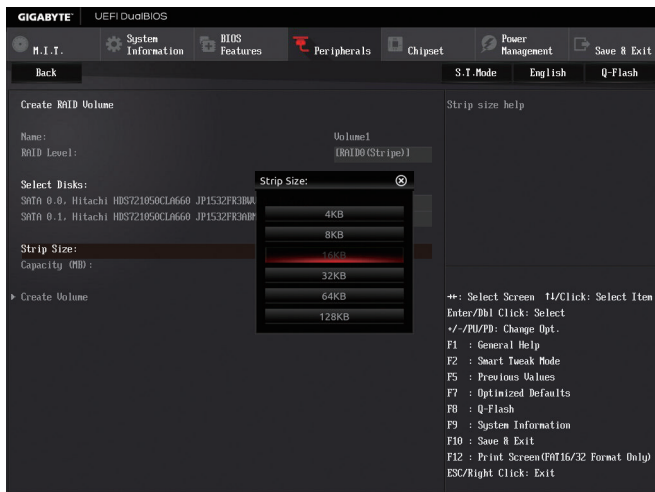 GIGABYTE™ UEFI DualBIOS
M.I.T. System Information BIOS Features Peripherals Chipset Power Management Save & Exit
Back S.T.Mode English Q-Flash
Create RAID Volume
Strip size help
Name: Volume1
RAID Level: [RAID0(Stripe)]
Select Disks:
SATA 0.0, Hitachi HDS721050CLA660
SATA 0.1, Hitachi HDS721050CLA660
Strip Size:
Capacity (MB):
▶ Create Volume
Strip Size:
4KB
8KB
16KB
32KB
64KB
128KB
→←: Select Screen ↑↓/Click: Select Item
Enter/Dbl Click: Select
+/-/PU/PD: Change Opt.
F1 : General Help
F2 : Smart Tweak Mode
F5 : Previous Values
F7 : Optimized Defaults
F8 : Q-Flash
F9 : System Information
F10 : Save & Exit
F12 : Print Screen(FAT16/32 Format Only)
ESC/Right Click: Exit